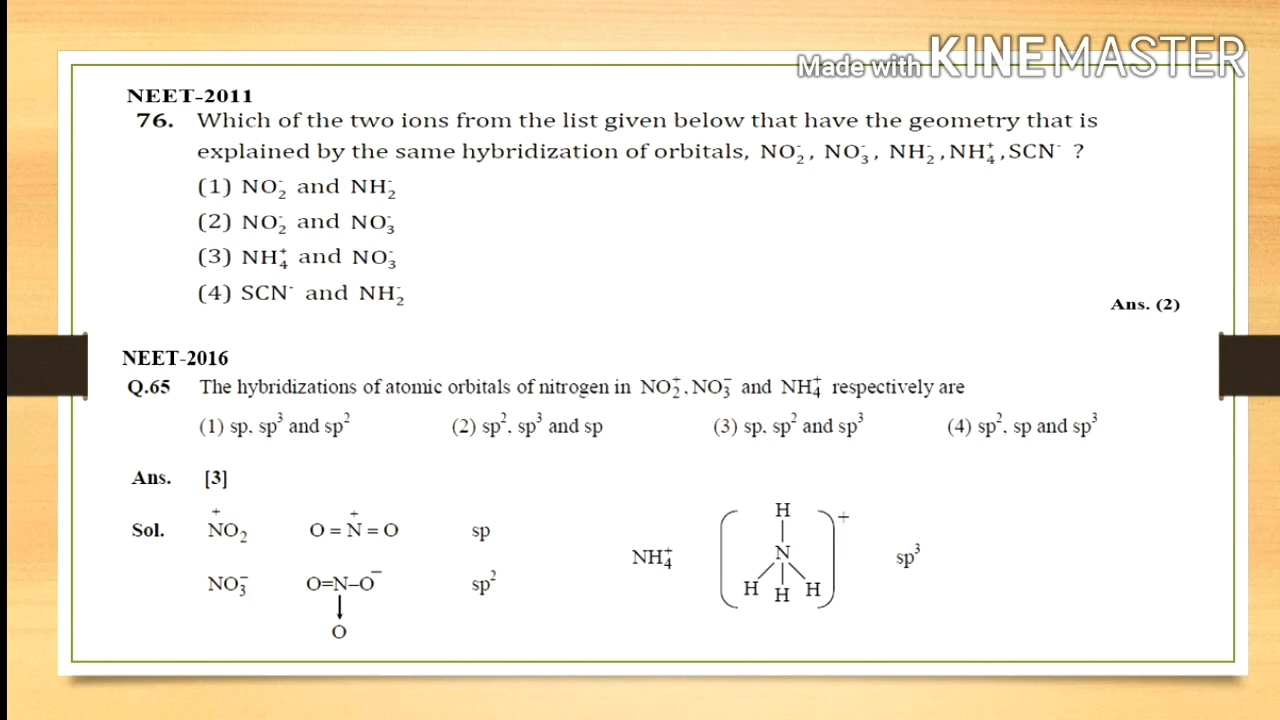 Made with KINEMASTER
NEET-2011
76. Which of the two ions from the list given below that have the geometry that is
explained by the same hybridization of orbitals, NO₂⁻, NO₃⁻, NH₂⁻, NH₄⁺, SCN⁻ ?
(1) NO₂⁻ and NH₂⁻
(2) NO₂⁻ and NO₃⁻
(3) NH₄⁺ and NO₃⁻
(4) SCN⁻ and NH₂⁻
Ans. (2)
NEET-2016
Q.65 The hybridizations of atomic orbitals of nitrogen in NO₂⁺, NO₃⁻ and NH₄⁺ respectively are
(1) sp, sp³ and sp² (2) sp², sp³ and sp (3) sp, sp² and sp³ (4) sp², sp and sp³
Ans. [3]
Sol. N⁺O₂ O = N⁺ = O sp
NH₄⁺ [H N H H H]⁺ sp³
NO₃⁻ O=N–O⁻ sp²
↓
O